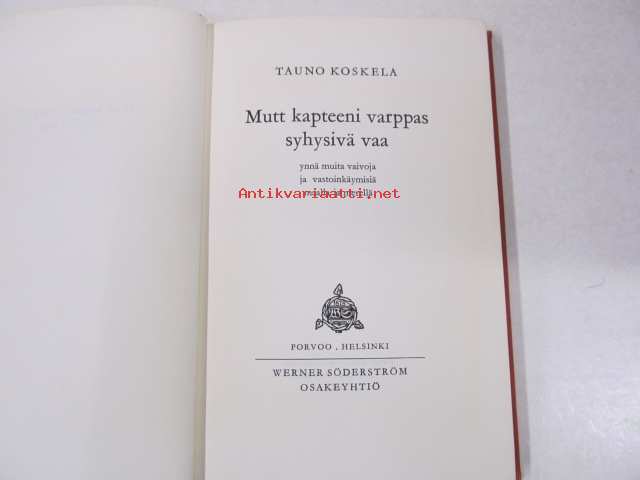 TAUNO KOSKELA
Mutt kapteeni varppas
syhysivä vaa
ynnä muita vaivoja
ja vastoinkäymisiä
Antikvariaatti.net
PORVOO . HELSINKI
WERNER SÖDERSTRÖM
OSAKEYHTIÖ